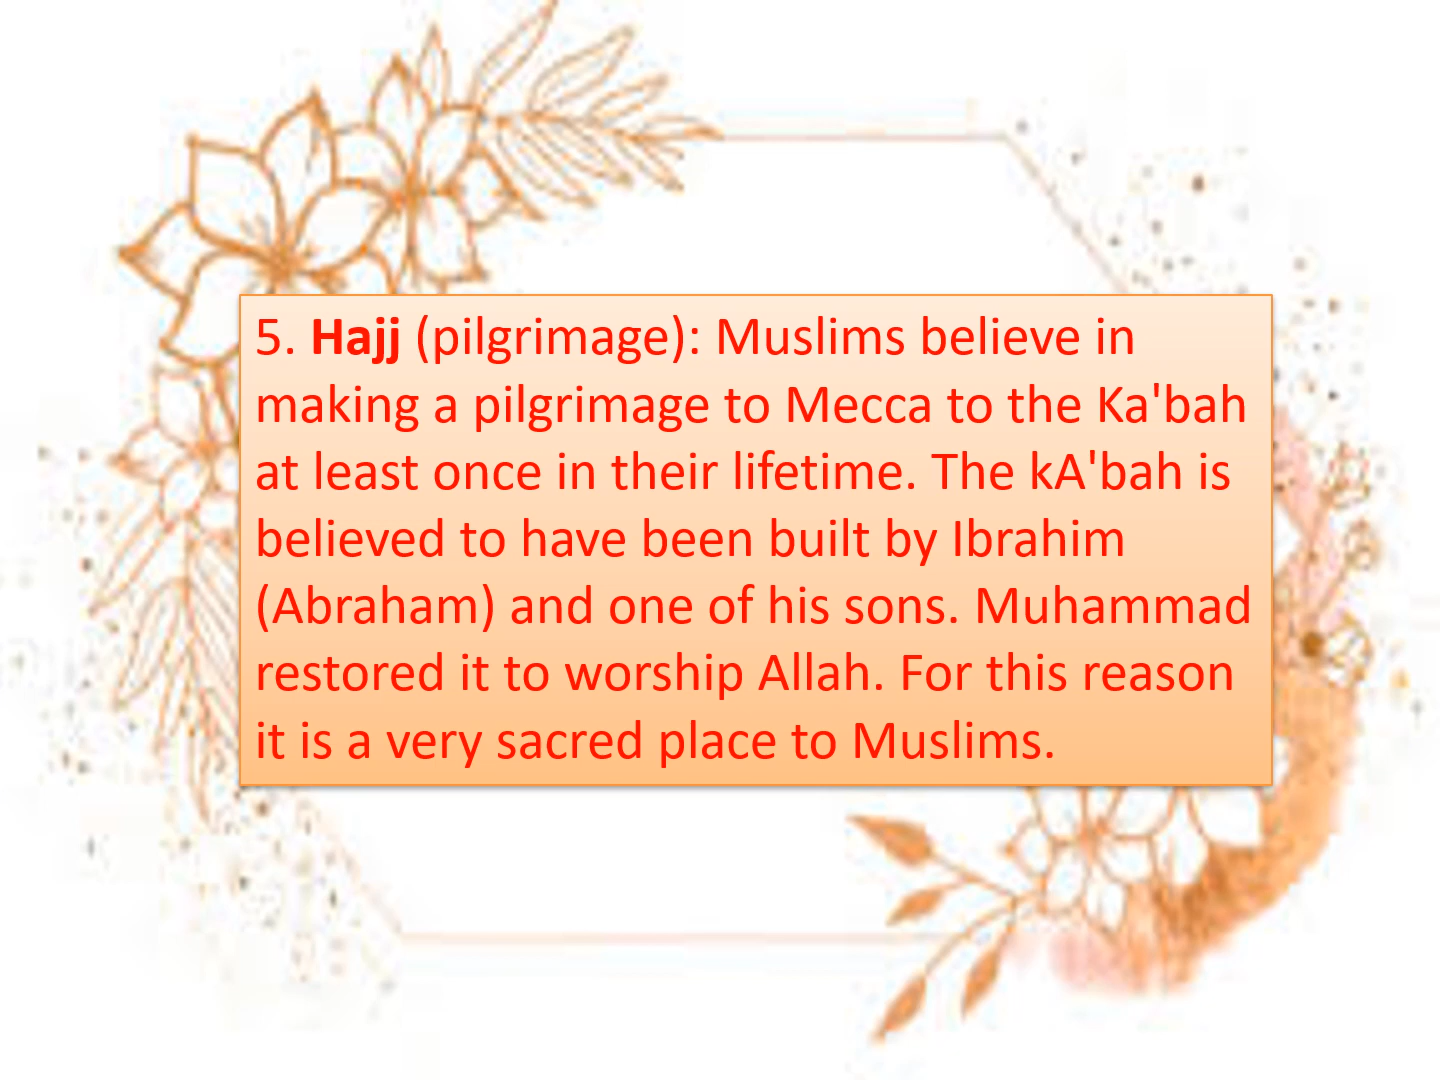 5. Hajj (pilgrimage): Muslims believe in
making a pilgrimage to Mecca to the Ka'bah
at least once in their lifetime. The kA'bah is
believed to have been built by Ibrahim
(Abraham) and one of his sons. Muhammad
restored it to worship Allah. For this reason
it is a very sacred place to Muslims.